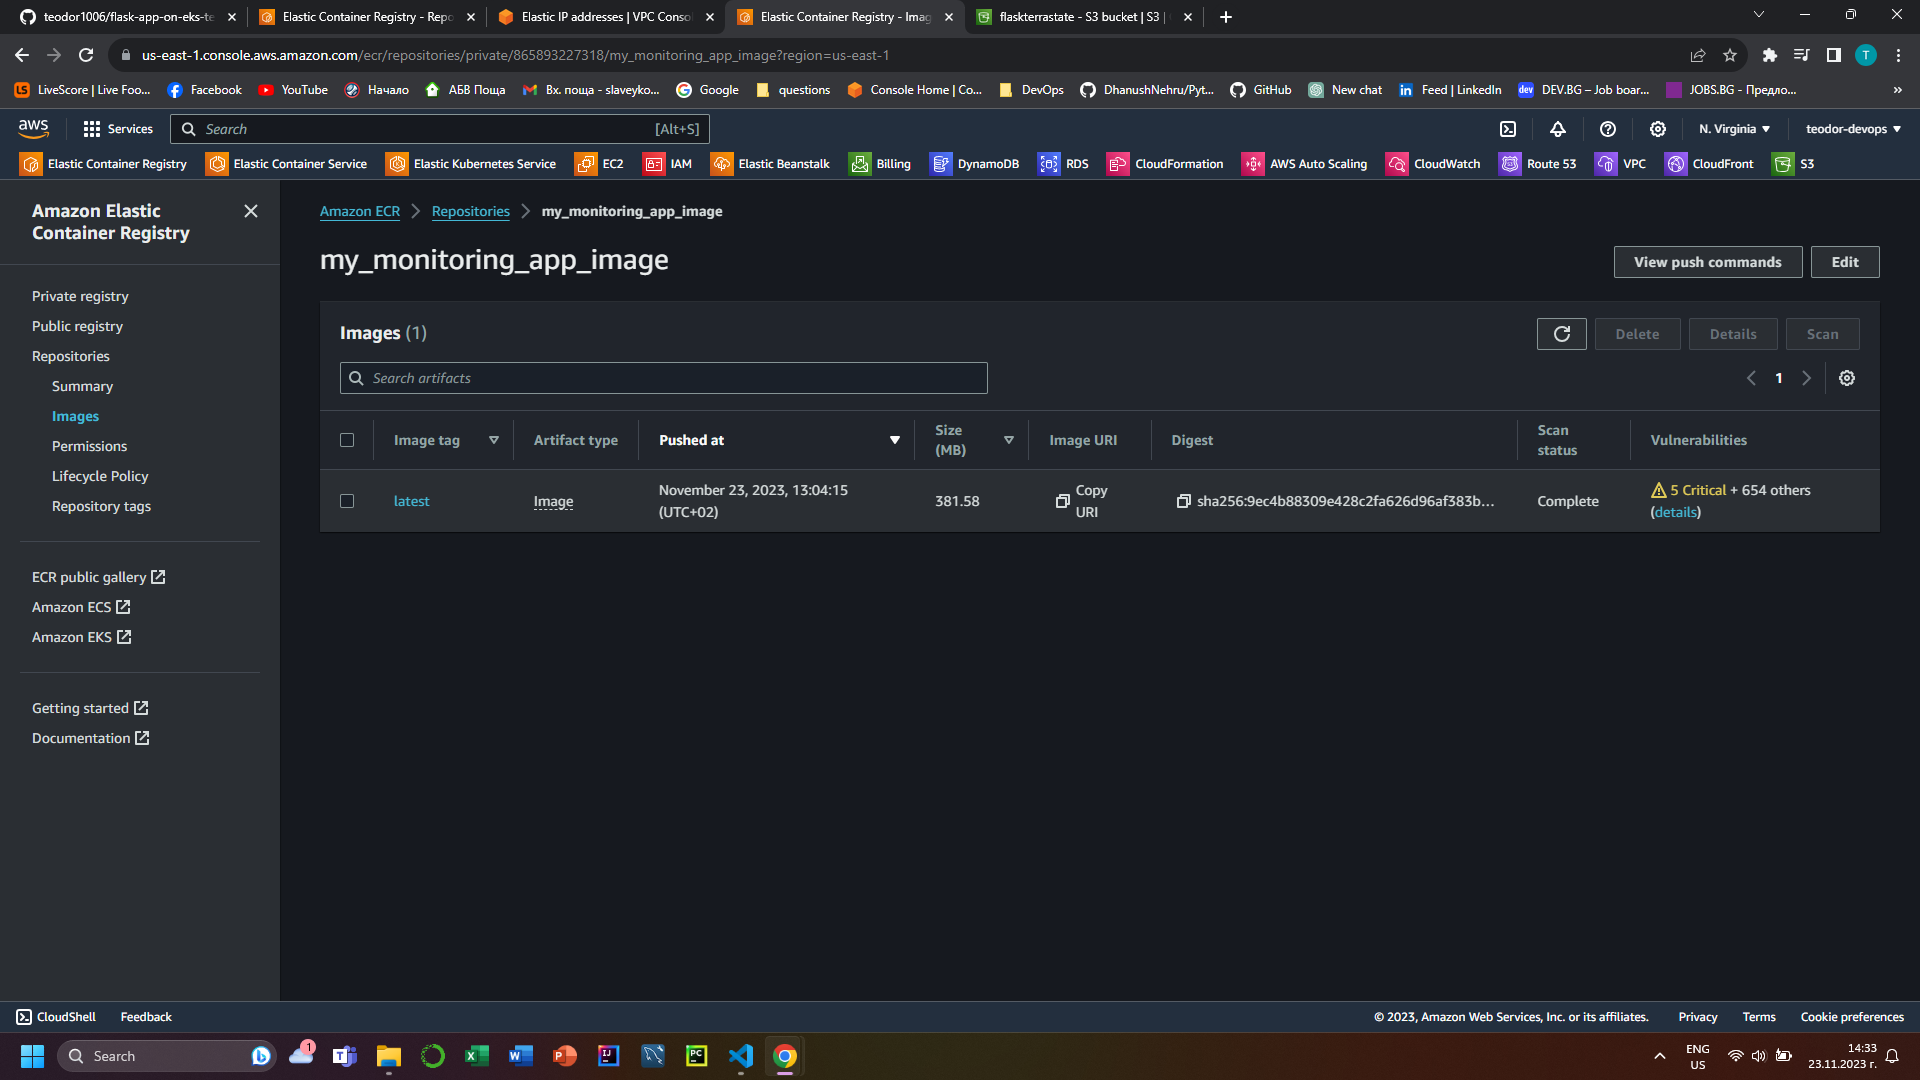 teodor1006/flask-app-on-eks-te
Elastic Container Registry - Repo
Elastic IP addresses | VPC Conso
Elastic Container Registry - Imag
flaskterrastate - S3 bucket | S3 |
us-east-1.console.aws.amazon.com/ecr/repositories/private/865893227318/my_monitoring_app_image?region=us-east-1
T
LS LiveScore | Live Foo...
Facebook
YouTube
Начало
АБВ Поща
Вх. поща - slaveyko...
Google
questions
Console Home | Co...
DevOps
DhanushNehru/Pyt...
GitHub
New chat
in Feed | LinkedIn
dev DEV.BG – Job boar...
JOBS.BG - Предло...
»
aws
Services
Search [Alt+S]
N. Virginia
teodor-devops
Elastic Container Registry
Elastic Container Service
Elastic Kubernetes Service
EC2
IAM
Elastic Beanstalk
Billing
DynamoDB
RDS
CloudFormation
AWS Auto Scaling
CloudWatch
Route 53
VPC
CloudFront
S3
Amazon Elastic
Container Registry
Private registry
Public registry
Repositories
Summary
Images
Permissions
Lifecycle Policy
Repository tags
ECR public gallery
Amazon ECS
Amazon EKS
Getting started
Documentation
Amazon ECR
Repositories
my_monitoring_app_image
my_monitoring_app_image
View push commands
Edit
Images (1)
Delete
Details
Scan
Search artifacts
1
Image tag
Artifact type
Pushed at
Size
(MB)
Image URI
Digest
Scan
status
Vulnerabilities
latest
Image
November 23, 2023, 13:04:15
(UTC+02)
381.58
Copy
URI
sha256:9ec4b88309e428c2fa626d96af383b...
Complete
5 Critical + 654 others
(details)
CloudShell
Feedback
© 2023, Amazon Web Services, Inc. or its affiliates.
Privacy
Terms
Cookie preferences
Search
1
ENG
US
14:33
23.11.2023 г.